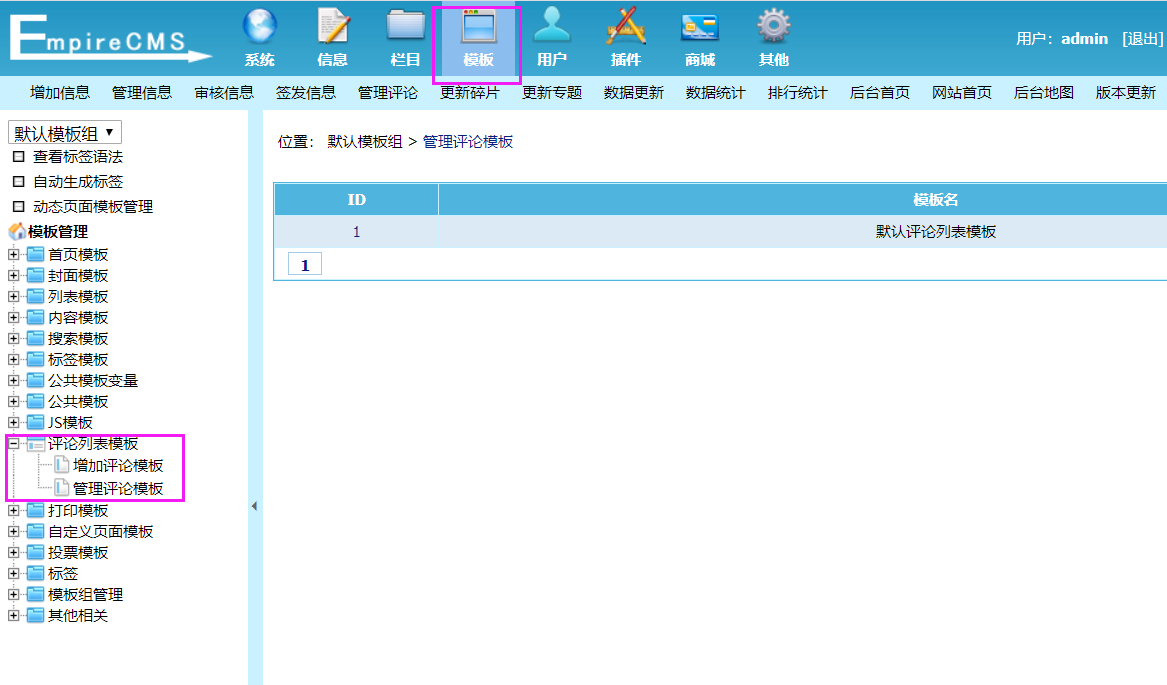 EmpireCMS
系统 信息 栏目 模板 用户 插件 商城 其他
用户: admin [退出]
增加信息 管理信息 审核信息 签发信息 管理评论 更新碎片 更新专题 数据更新 数据统计 排行统计 后台首页 网站首页 后台地图 版本更新
默认模板组
查看标签语法
自动生成标签
动态页面模板管理
模板管理
首页模板
封面模板
列表模板
内容模板
搜索模板
标签模板
公共模板变量
公共模板
JS模板
评论列表模板
增加评论模板
管理评论模板
打印模板
自定义页面模板
投票模板
标签
模板组管理
其他相关
位置: 默认模板组 > 管理评论模板
ID 模板名
1 默认评论列表模板
1